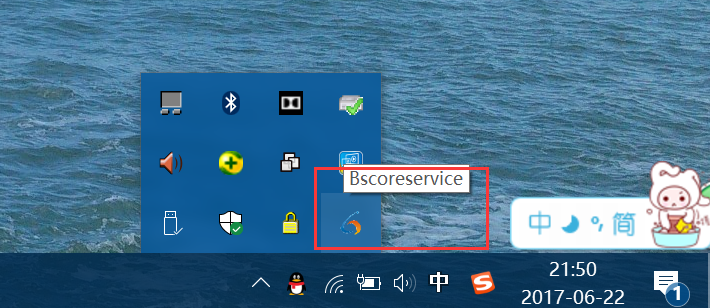 Bscoreservice
中 简
中
S
21:50
2017-06-22
1